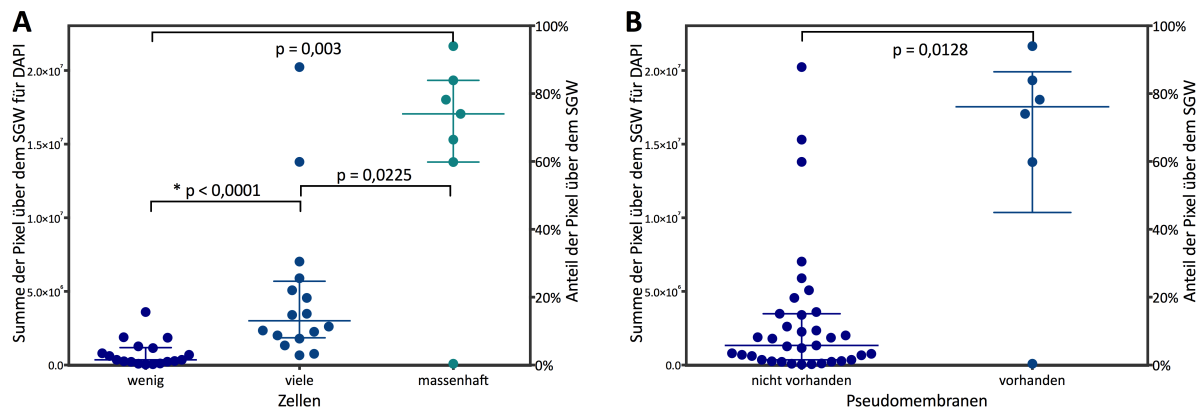 A
Summe der Pixel über dem SGW für DAPI
2.0×10⁷
1.5×10⁷
1.0×10⁷
5.0×10⁶
0.0
p = 0,003
* p < 0,0001
p = 0,0225
100%
80%
60%
40%
20%
0%
Anteil der Pixel über dem SGW
wenig viele massenhaft
Zellen
B
Summe der Pixel über dem SGW für DAPI
2.0×10⁷
1.5×10⁷
1.0×10⁷
5.0×10⁶
0.0
p = 0,0128
100%
80%
60%
40%
20%
0%
Anteil der Pixel über dem SGW
nicht vorhanden vorhanden
Pseudomembranen